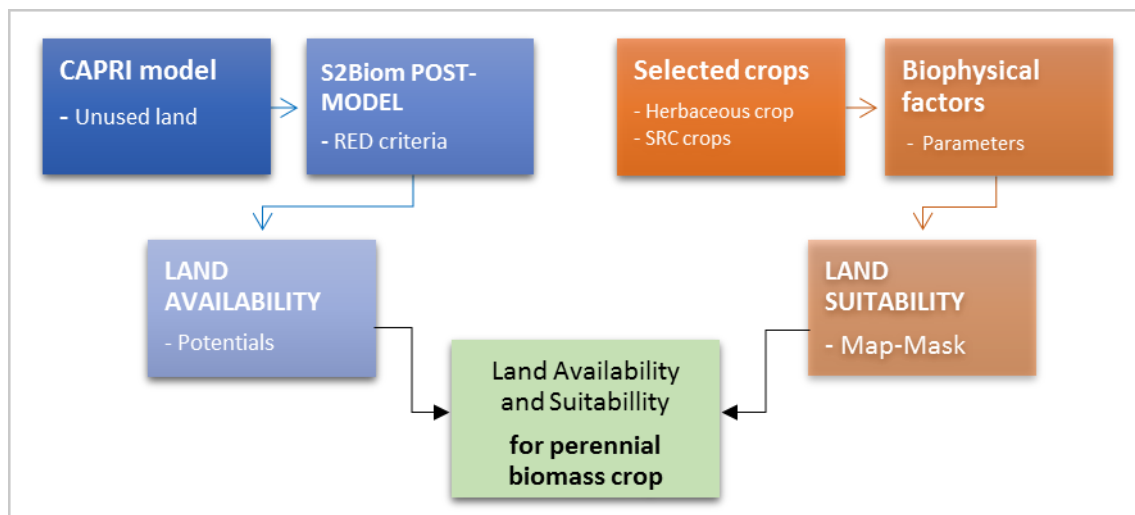 CAPRI model
- Unused land
S2Biom POST-
MODEL
- RED criteria
Selected crops
- Herbaceous crop
- SRC crops
Biophysical
factors
- Parameters
LAND
AVAILABILITY
- Potentials
LAND
SUITABILITY
- Map-Mask
Land Availability
and Suitabillity
for perennial
biomass crop